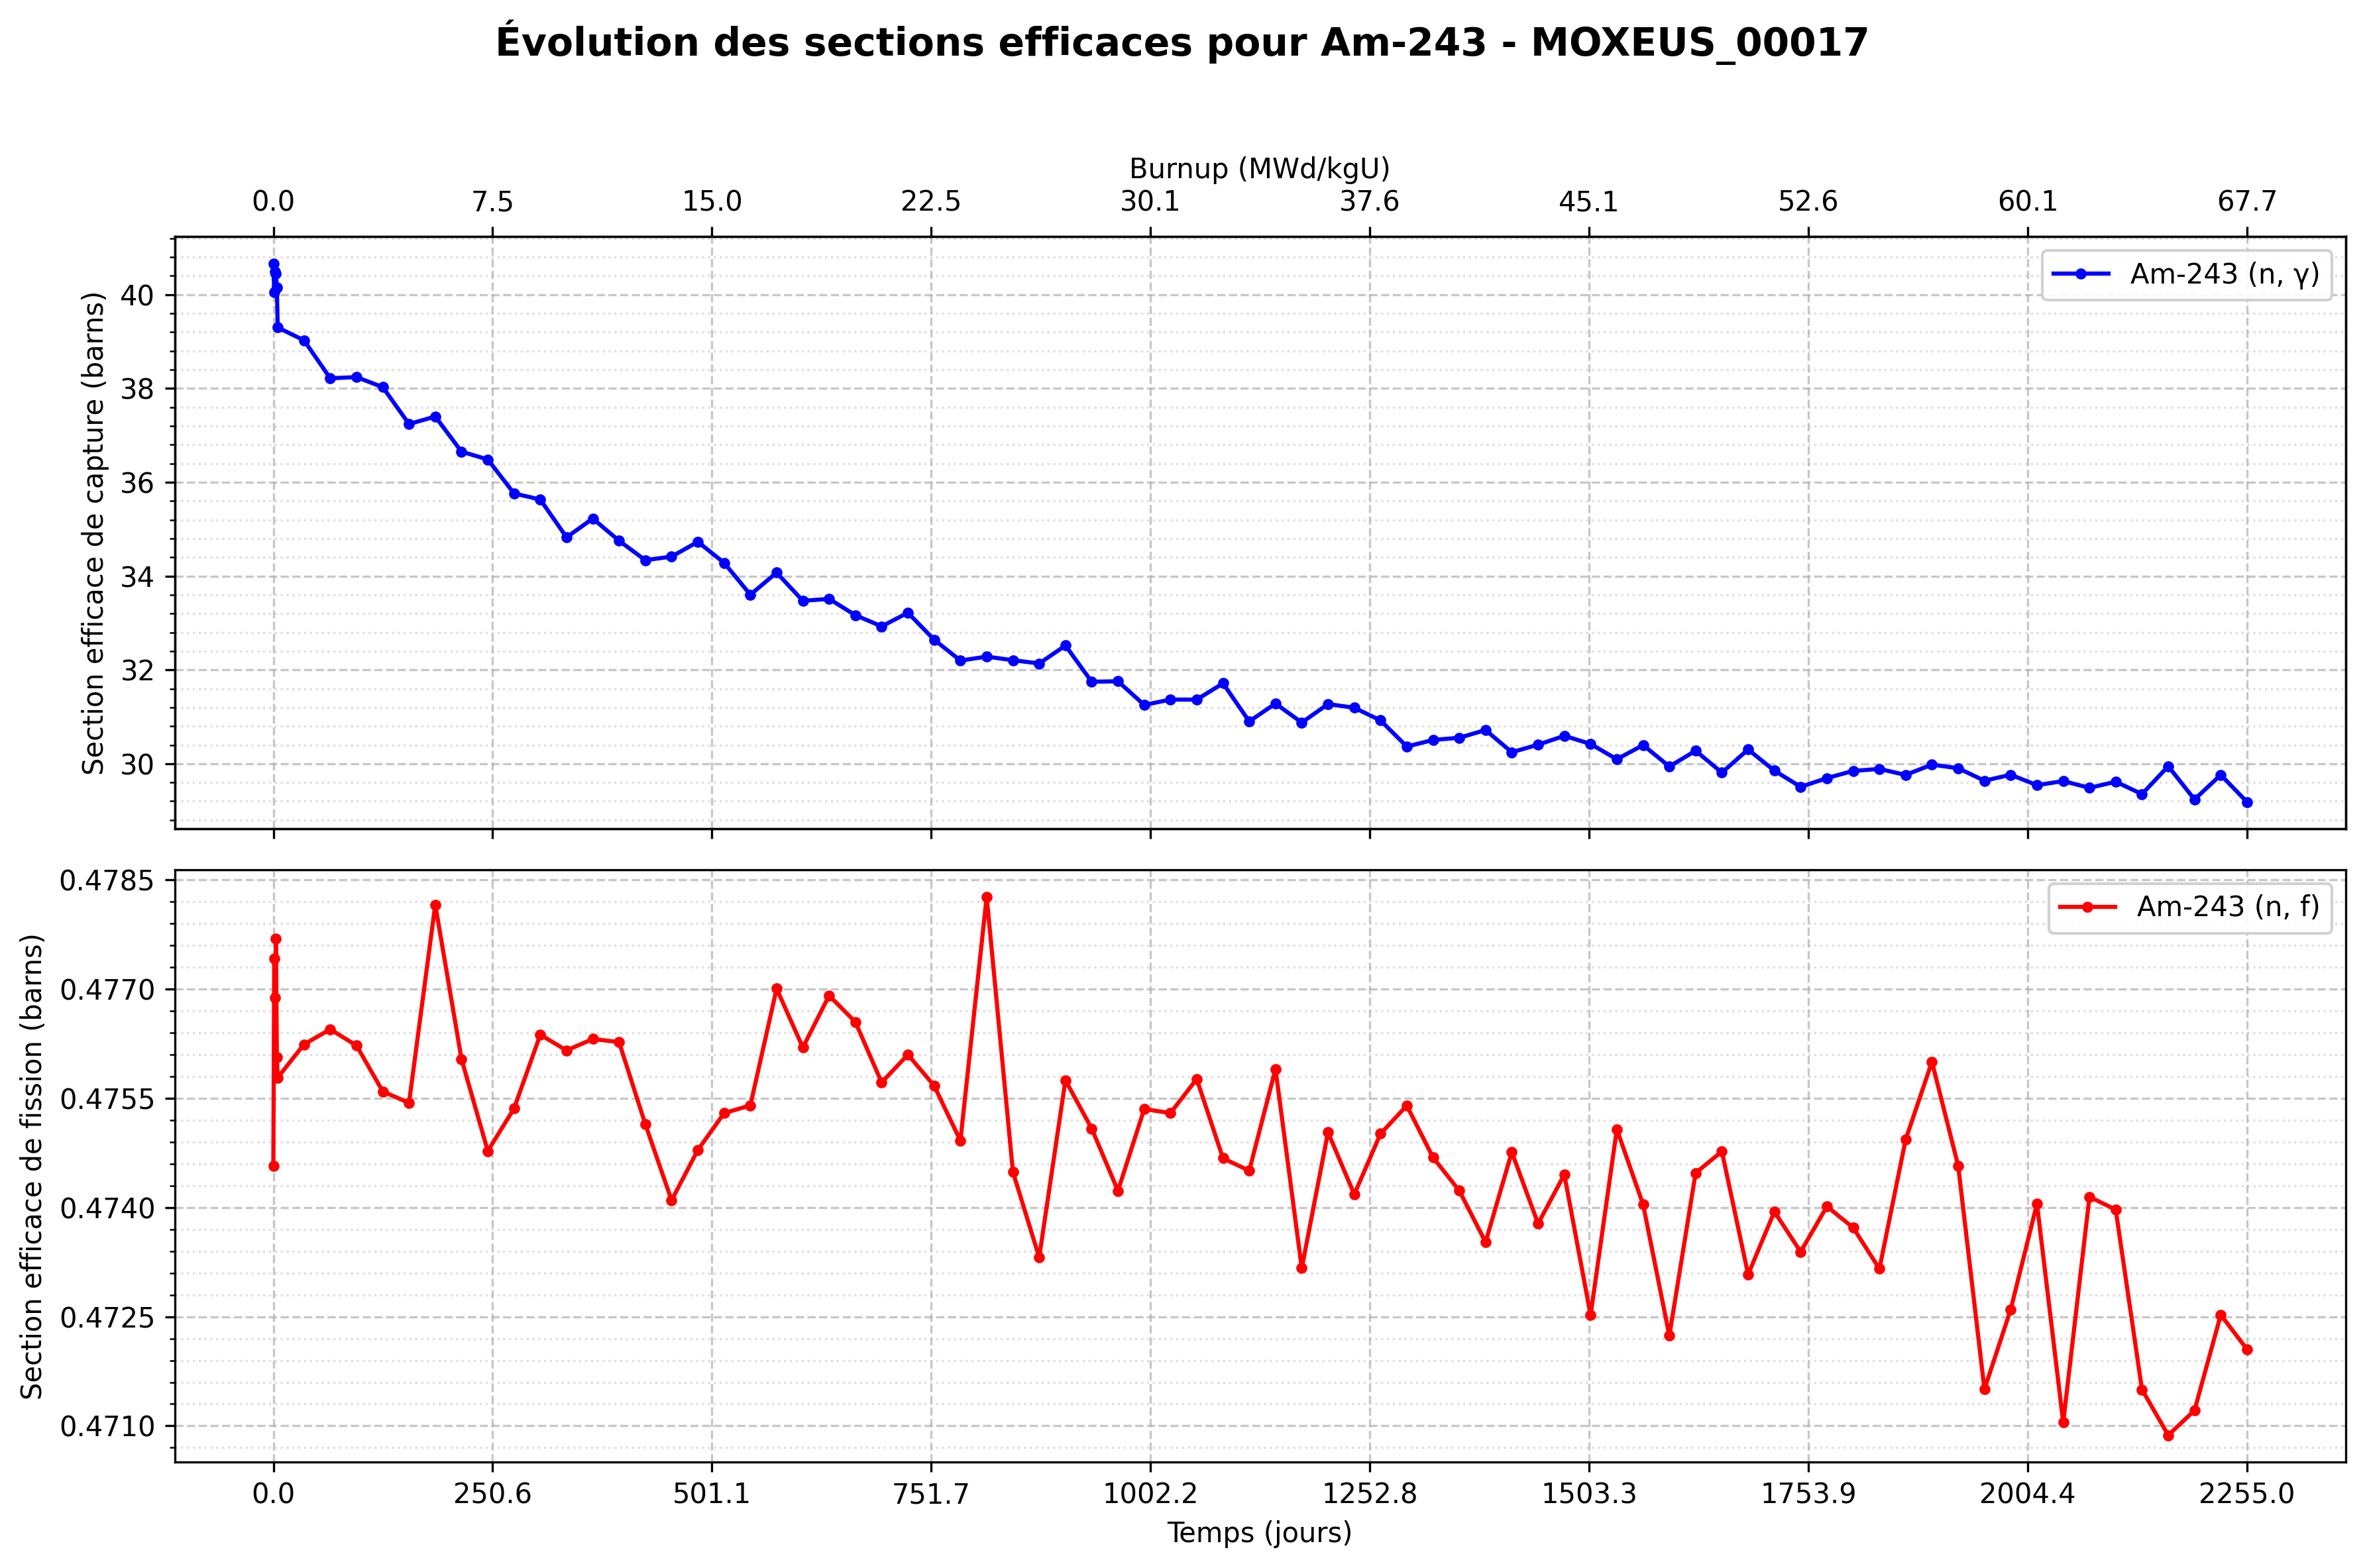 Évolution des sections efficaces pour Am-243 - MOXEUS_00017
Burnup (MWd/kgU)
0.0 7.5 15.0 22.5 30.1 37.6 45.1 52.6 60.1 67.7
Am-243 (n, γ)
Section efficace de capture (barns)
40
38
36
34
32
30
Am-243 (n, f)
Section efficace de fission (barns)
0.4785
0.4770
0.4755
0.4740
0.4725
0.4710
0.0 250.6 501.1 751.7 1002.2 1252.8 1503.3 1753.9 2004.4 2255.0
Temps (jours)